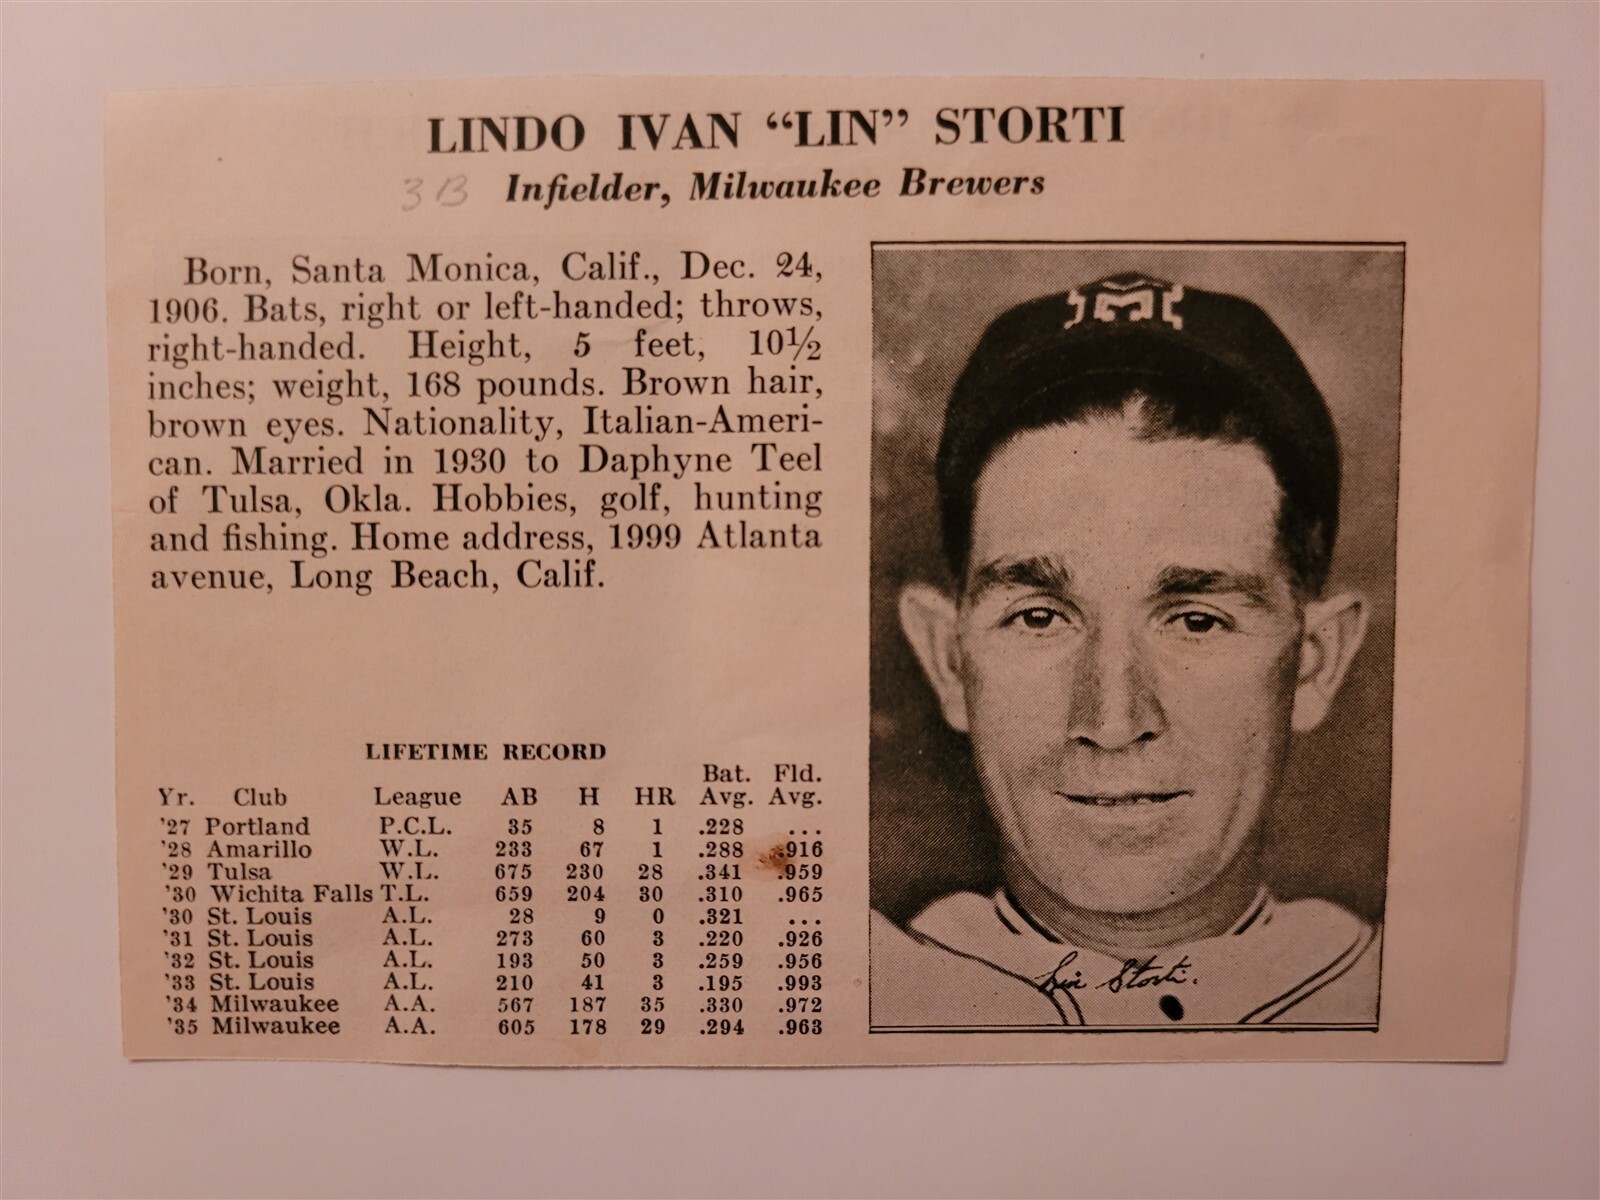 LINDO IVAN “LIN” STORTI
3B Infielder, Milwaukee Brewers
Born, Santa Monica, Calif., Dec. 24,
1906. Bats, right or left-handed; throws,
right-handed. Height, 5 feet, 10½
inches; weight, 168 pounds. Brown hair,
brown eyes. Nationality, Italian-Ameri-
can. Married in 1930 to Daphyne Teel
of Tulsa, Okla. Hobbies, golf, hunting
and fishing. Home address, 1999 Atlanta
avenue, Long Beach, Calif.
LIFETIME RECORD
Bat. Fld.
Yr. Club League AB H HR Avg. Avg.
'27 Portland P.C.L. 35 8 1 .228 ...
'28 Amarillo W.L. 233 67 1 .288 .916
'29 Tulsa W.L. 675 230 28 .341 .959
'30 Wichita Falls T.L. 659 204 30 .310 .965
'30 St. Louis A.L. 28 9 0 .321 ...
'31 St. Louis A.L. 273 60 3 .220 .926
'32 St. Louis A.L. 193 50 3 .259 .956
'33 St. Louis A.L. 210 41 3 .195 .993
'34 Milwaukee A.A. 567 187 35 .330 .972
'35 Milwaukee A.A. 605 178 29 .294 .963
M
Lin Storti.